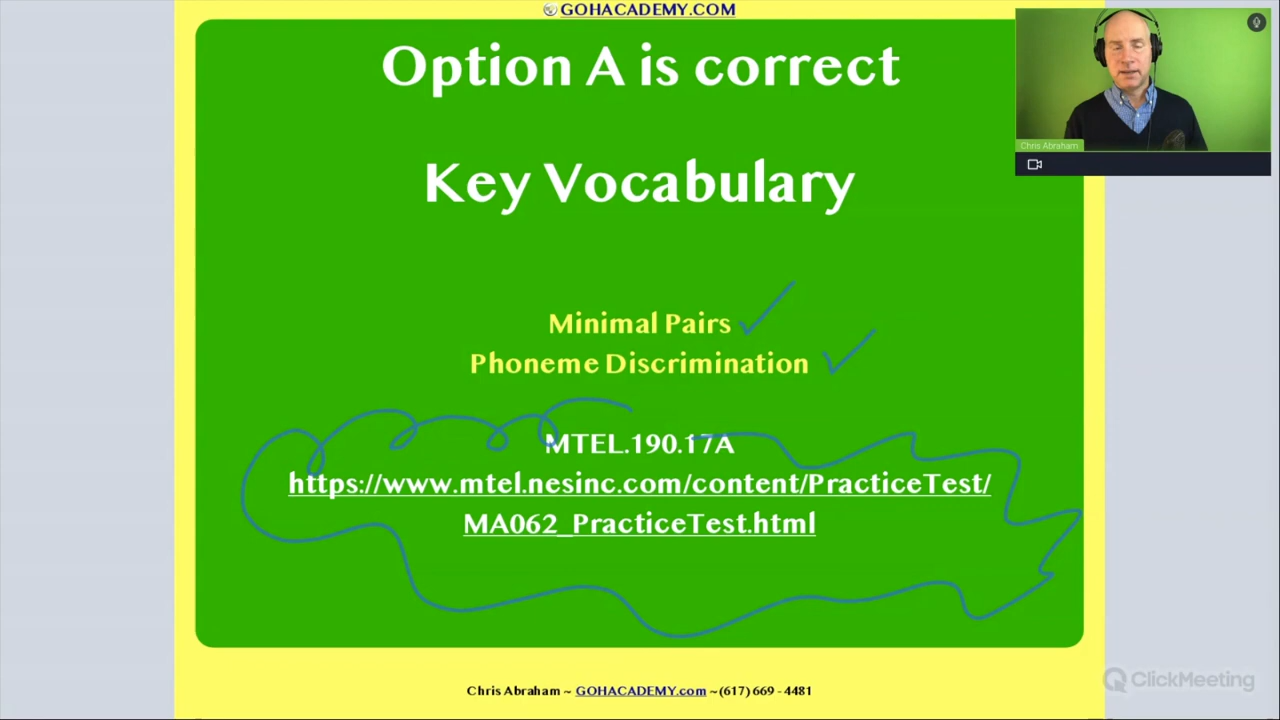 GOHACADEMY.COM
Option A is correct
Chris Abraham
Key Vocabulary
Minimal Pairs
Phoneme Discrimination
MTEL.190.17A
https://www.mtel.nesinc.com/content/PracticeTest/
MA062_PracticeTest.html
ClickMeeting
Chris Abraham ~ GOHACADEMY.com ~(617) 669 - 4481